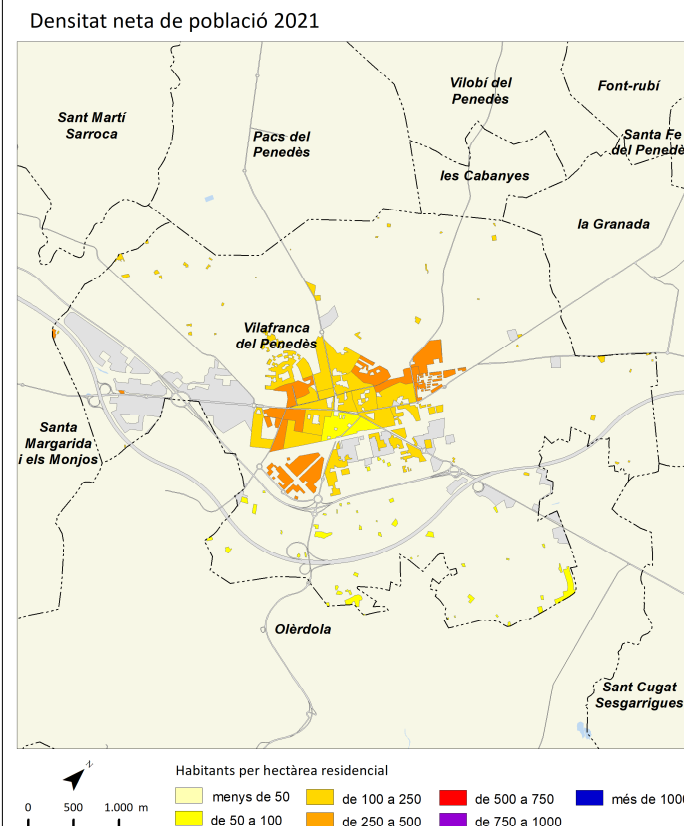 Densitat neta de població 2021
Vilobí del
Penedès
Font-rubí
Sant Martí
Sarroca
Pacs del
Penedès
Santa Fe
del Penedè
les Cabanyes
la Granada
Vilafranca
del Penedès
Santa
Margarida
i els Monjos
Olèrdola
Sant Cugat
Sesgarrigues
N
Habitants per hectàrea residencial
0 500 1.000 m
menys de 50
de 100 a 250
de 500 a 750
més de 1000
de 50 a 100
de 250 a 500
de 750 a 1000